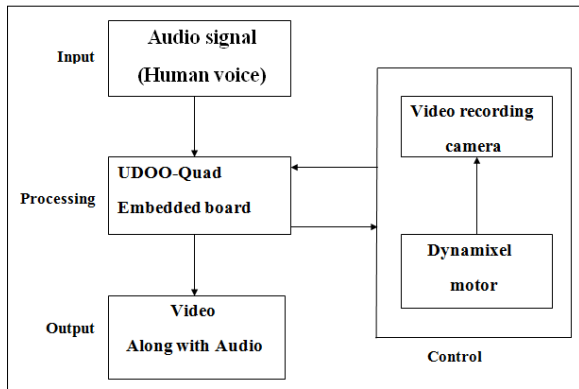 Input
Audio signal
(Human voice)
Processing
UDOO-Quad
Embedded board
Output
Video
Along with Audio
Video recording
camera
Dynamixel
motor
Control